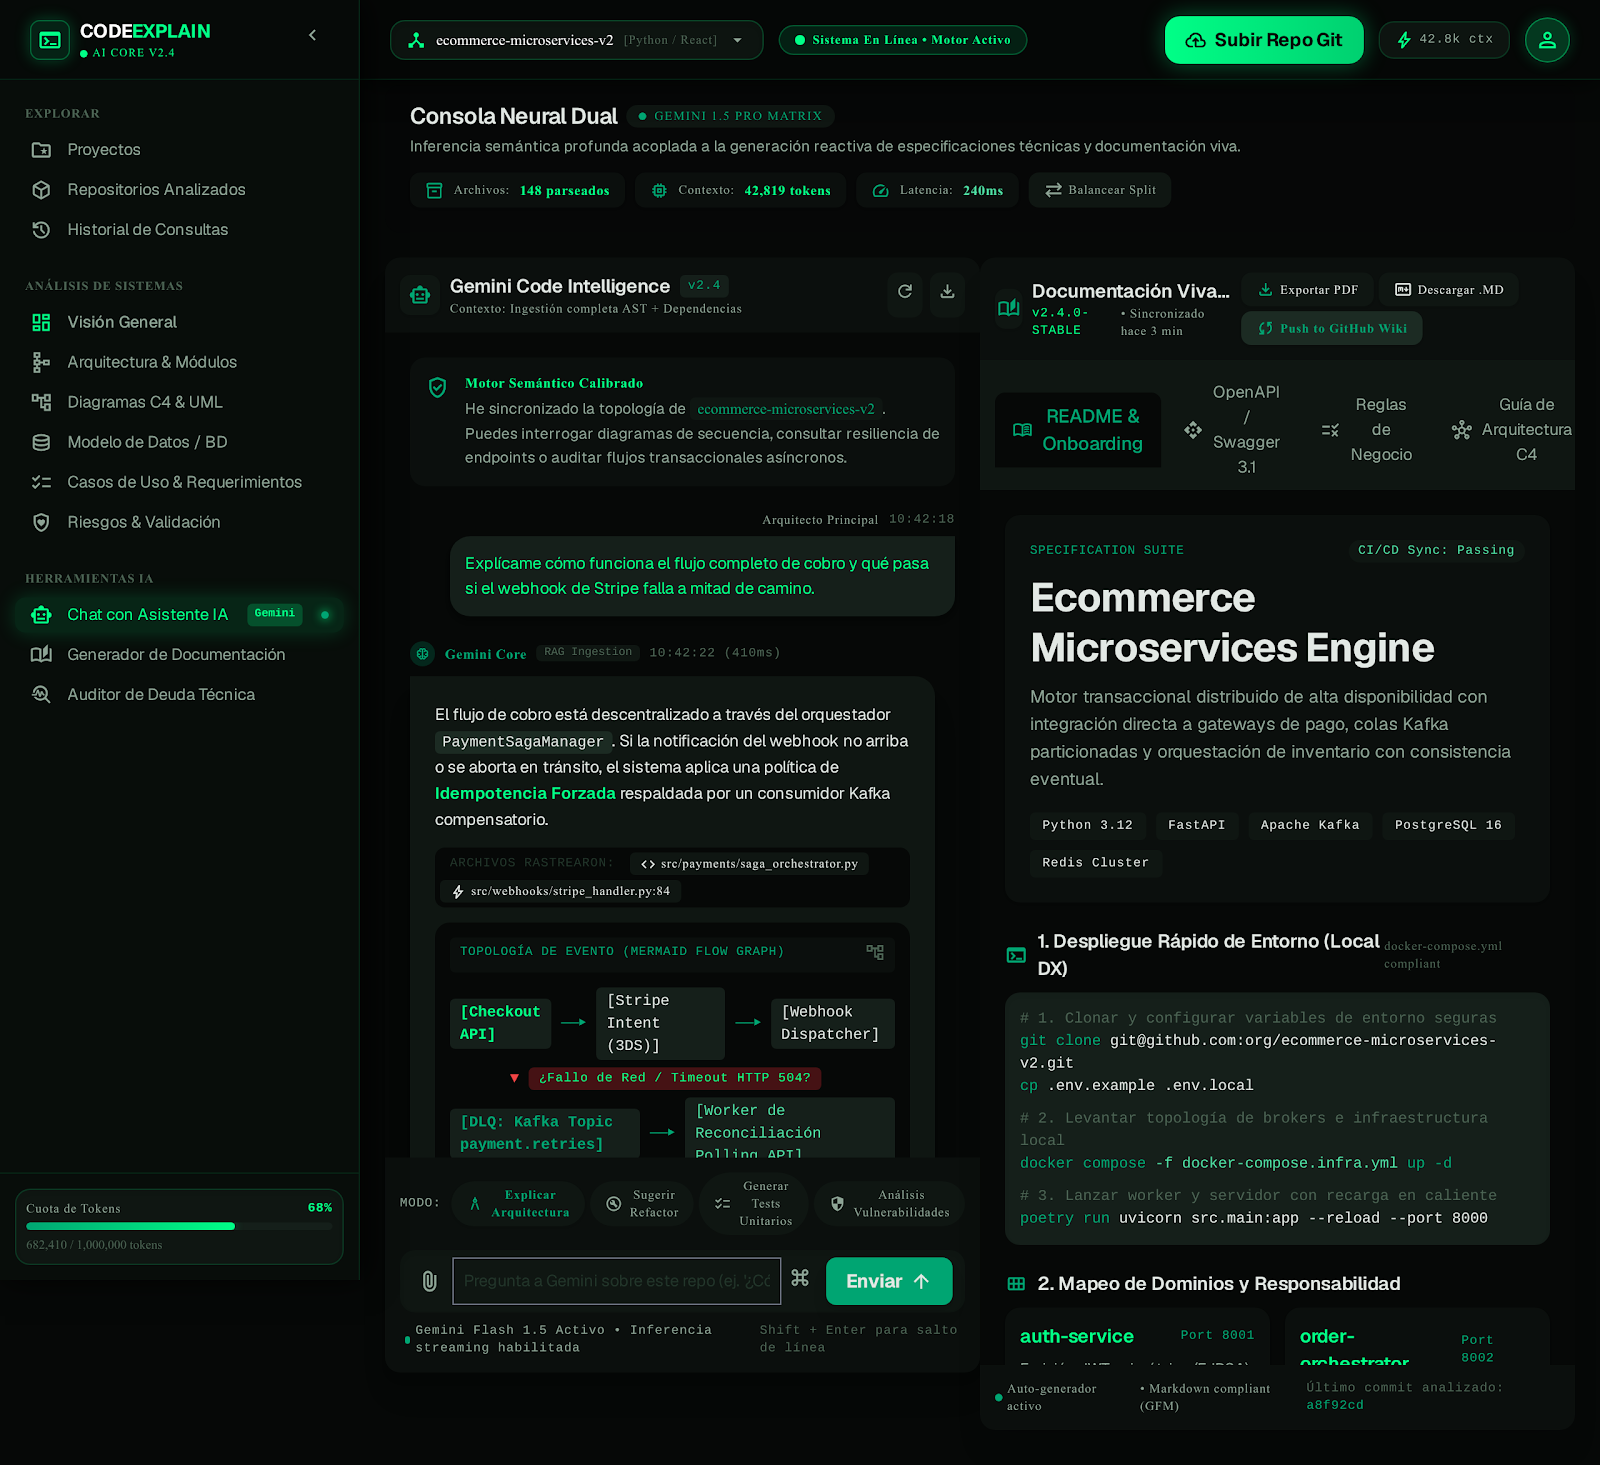 CODEEXPLAIN
AI CORE V2.4
ecommerce-microservices-v2 [Python / React]
Sistema En Línea • Motor Activo
Subir Repo Git
42.8k ctx
EXPLORAR
Proyectos
Repositorios Analizados
Historial de Consultas
ANÁLISIS DE SISTEMAS
Visión General
Arquitectura & Módulos
Diagramas C4 & UML
Modelo de Datos / BD
Casos de Uso & Requerimientos
Riesgos & Validación
HERRAMIENTAS IA
Chat con Asistente IA Gemini
Generador de Documentación
Auditor de Deuda Técnica
Cuota de Tokens 68%
682,410 / 1,000,000 tokens
Consola Neural Dual
GEMINI 1.5 PRO MATRIX
Inferencia semántica profunda acoplada a la generación reactiva de especificaciones técnicas y documentación viva.
Archivos: 148 parseados
Contexto: 42,819 tokens
Latencia: 240ms
Balancear Split
Gemini Code Intelligence v2.4
Contexto: Ingestión completa AST + Dependencias
Motor Semántico Calibrado
He sincronizado la topología de ecommerce-microservices-v2 .
Puedes interrogar diagramas de secuencia, consultar resiliencia de
endpoints o auditar flujos transaccionales asíncronos.
Arquitecto Principal 10:42:18
Explícame cómo funciona el flujo completo de cobro y qué pasa
si el webhook de Stripe falla a mitad de camino.
Gemini Core RAG Ingestion 10:42:22 (410ms)
El flujo de cobro está descentralizado a través del orquestador
PaymentSagaManager . Si la notificación del webhook no arriba
o se aborta en tránsito, el sistema aplica una política de
Idempotencia Forzada respaldada por un consumidor Kafka
compensatorio.
ARCHIVOS RASTREARON: src/payments/saga_orchestrator.py
src/webhooks/stripe_handler.py:84
TOPOLOGÍA DE EVENTO (MERMAID FLOW GRAPH)
[Checkout
API]
[Stripe
Intent
(3DS)]
[Webhook
Dispatcher]
▼ ¿Fallo de Red / Timeout HTTP 504?
[DLQ: Kafka Topic
payment.retries]
[Worker de
Reconciliación
Polling API]
MODO:
Explicar
Arquitectura
Sugerir
Refactor
Generar
Tests
Unitarios
Análisis
Vulnerabilidades
Pregunta a Gemini sobre este repo (ej. '¿Có
⌘
Enviar
Gemini Flash 1.5 Activo • Inferencia
streaming habilitada
Shift + Enter para salto
de línea
Documentación Viva...
v2.4.0-
STABLE
• Sincronizado
hace 3 min
Exportar PDF
Descargar .MD
Push to GitHub Wiki
README &
Onboarding
OpenAPI
/
Swagger
3.1
Reglas
de
Negocio
Guía de
Arquitectura
C4
SPECIFICATION SUITE
CI/CD Sync: Passing
Ecommerce
Microservices Engine
Motor transaccional distribuido de alta disponibilidad con
integración directa a gateways de pago, colas Kafka
particionadas y orquestación de inventario con consistencia
eventual.
Python 3.12
FastAPI
Apache Kafka
PostgreSQL 16
Redis Cluster
1. Despliegue Rápido de Entorno (Local
DX)
docker-compose.yml
compliant
# 1. Clonar y configurar variables de entorno seguras
git clone git@github.com:org/ecommerce-microservices-
v2.git
cp .env.example .env.local
# 2. Levantar topología de brokers e infraestructura
local
docker compose -f docker-compose.infra.yml up -d
# 3. Lanzar worker y servidor con recarga en caliente
poetry run uvicorn src.main:app --reload --port 8000
2. Mapeo de Dominios y Responsabilidad
auth-service Port 8001
order-
orchestrator
Port
8002
Auto-generador
activo
• Markdown compliant
(GFM)
Último commit analizado:
a8f92cd